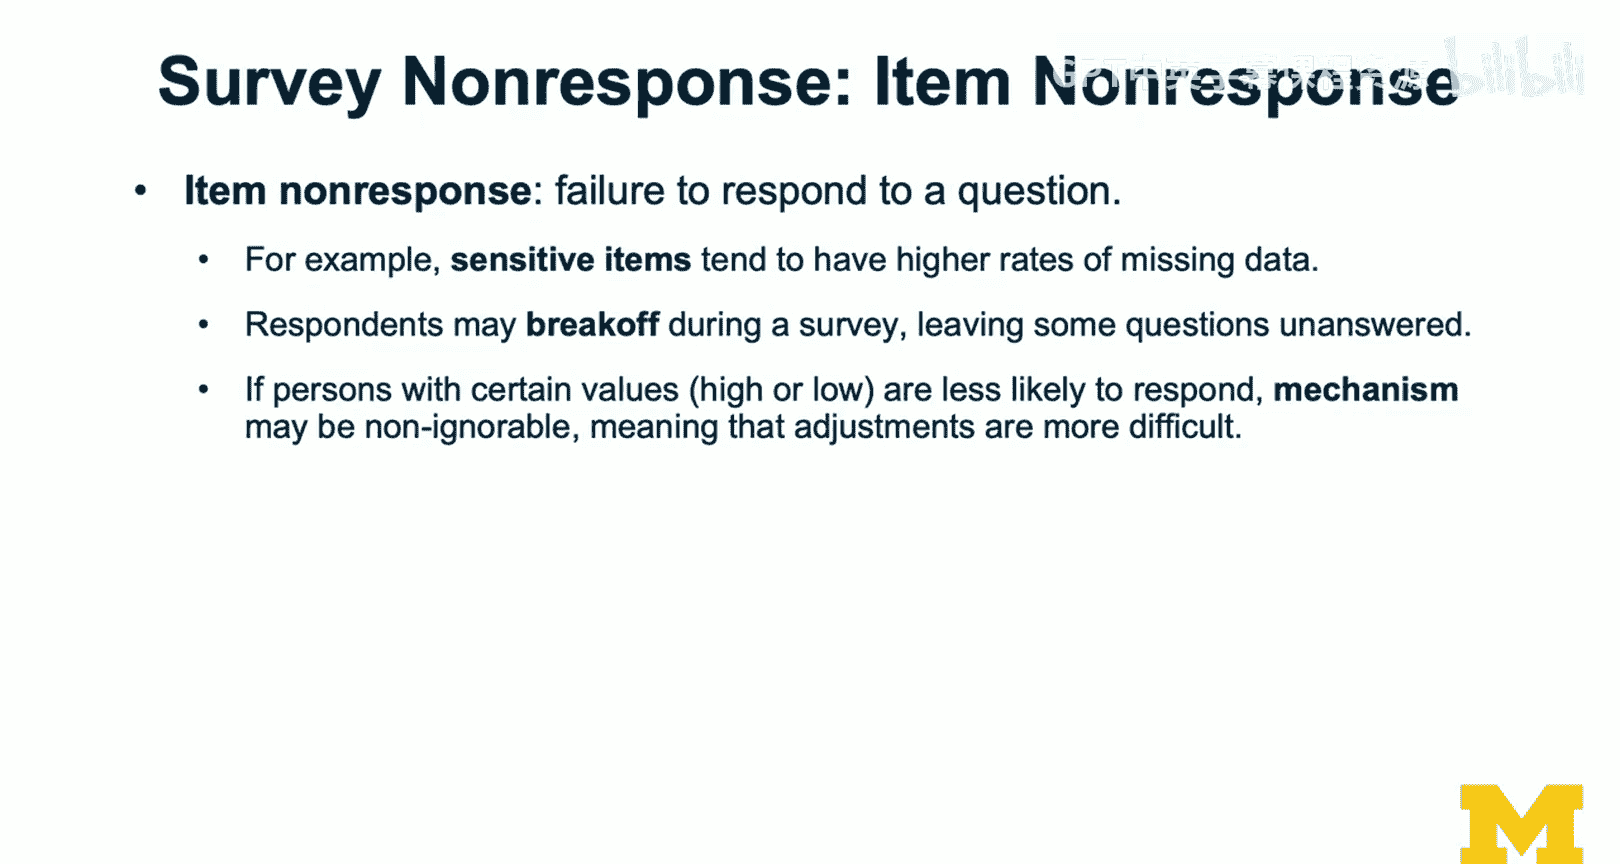 Survey Nonresponse: Item Nonresponse
• Item nonresponse: failure to respond to a question.
• For example, sensitive items tend to have higher rates of missing data.
• Respondents may breakoff during a survey, leaving some questions unanswered.
• If persons with certain values (high or low) are less likely to respond, mechanism
may be non-ignorable, meaning that adjustments are more difficult.
bilibili
M